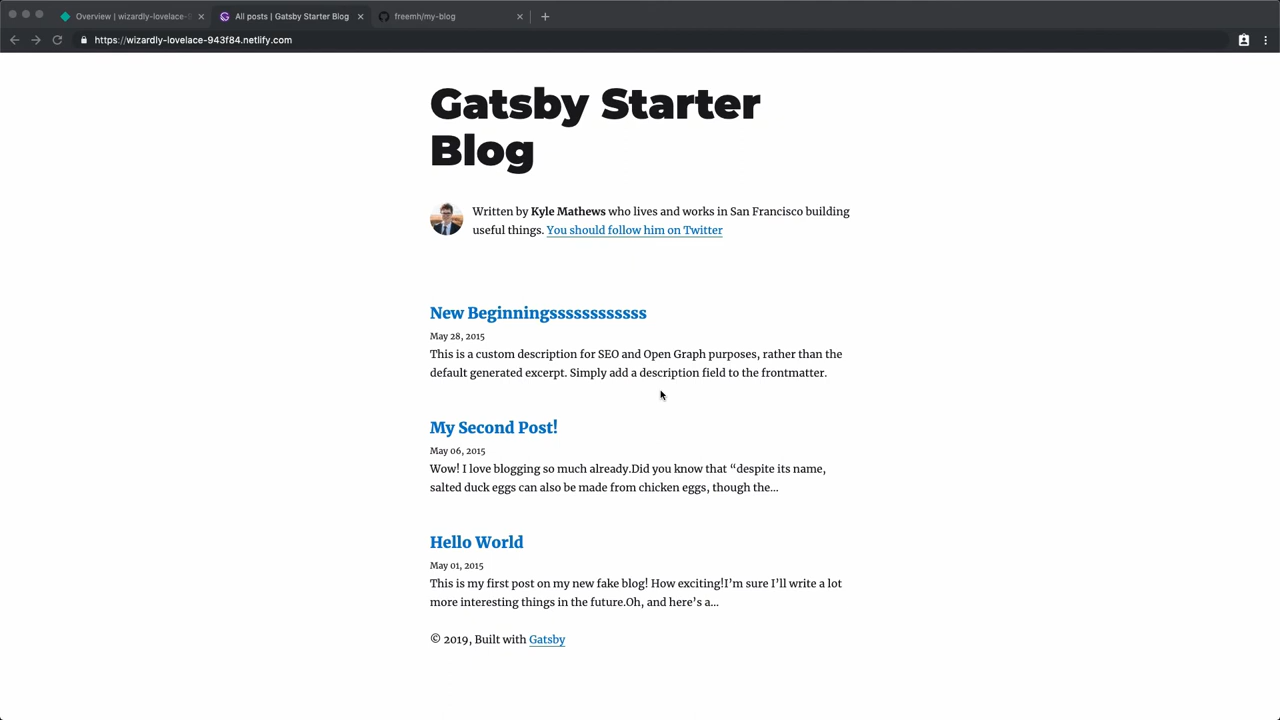 Overview | wizardly-lovelace-9
All posts | Gatsby Starter Blog
freemh/my-blog
https://wizardly-lovelace-943f84.netlify.com
Gatsby Starter
Blog
Written by Kyle Mathews who lives and works in San Francisco building
useful things. You should follow him on Twitter
New Beginningssssssssssss
May 28, 2015
This is a custom description for SEO and Open Graph purposes, rather than the
default generated excerpt. Simply add a description field to the frontmatter.
My Second Post!
May 06, 2015
Wow! I love blogging so much already.Did you know that “despite its name,
salted duck eggs can also be made from chicken eggs, though the…
Hello World
May 01, 2015
This is my first post on my new fake blog! How exciting!I’m sure I’ll write a lot
more interesting things in the future.Oh, and here’s a…
© 2019, Built with Gatsby